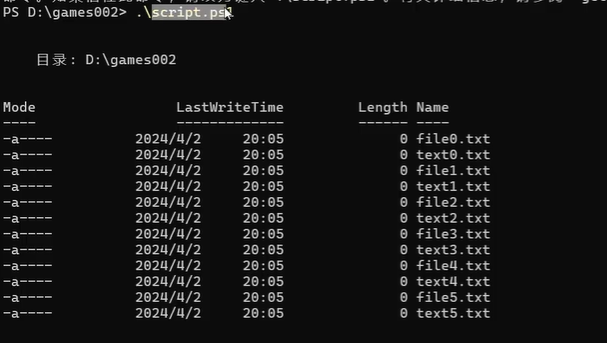 PS D:\games002> .\script.ps1
目录: D:\games002
Mode LastWriteTime Length Name
---- ------------- ------ ----
-a---- 2024/4/2 20:05 0 file0.txt
-a---- 2024/4/2 20:05 0 text0.txt
-a---- 2024/4/2 20:05 0 file1.txt
-a---- 2024/4/2 20:05 0 text1.txt
-a---- 2024/4/2 20:05 0 file2.txt
-a---- 2024/4/2 20:05 0 text2.txt
-a---- 2024/4/2 20:05 0 file3.txt
-a---- 2024/4/2 20:05 0 text3.txt
-a---- 2024/4/2 20:05 0 file4.txt
-a---- 2024/4/2 20:05 0 text4.txt
-a---- 2024/4/2 20:05 0 file5.txt
-a---- 2024/4/2 20:05 0 text5.txt